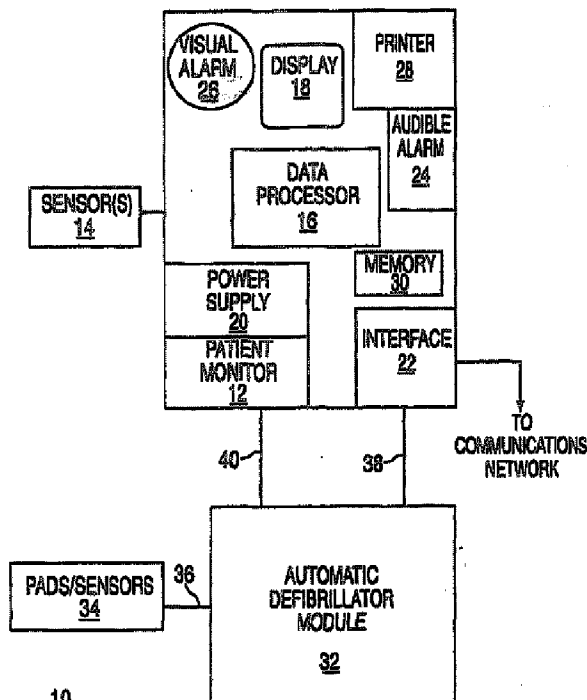 VISUAL
ALARM
26
DISPLAY
18
PRINTER
28
AUDIBLE
ALARM
24
DATA
PROCESSOR
16
SENSOR(S)
14
MEMORY
30
POWER
SUPPLY
20
PATIENT
MONITOR
12
INTERFACE
22
TO
COMMUNICATIONS
NETWORK
40
38
PADS/SENSORS
34
36
AUTOMATIC
DEFIBRILLATOR
MODULE
32
10